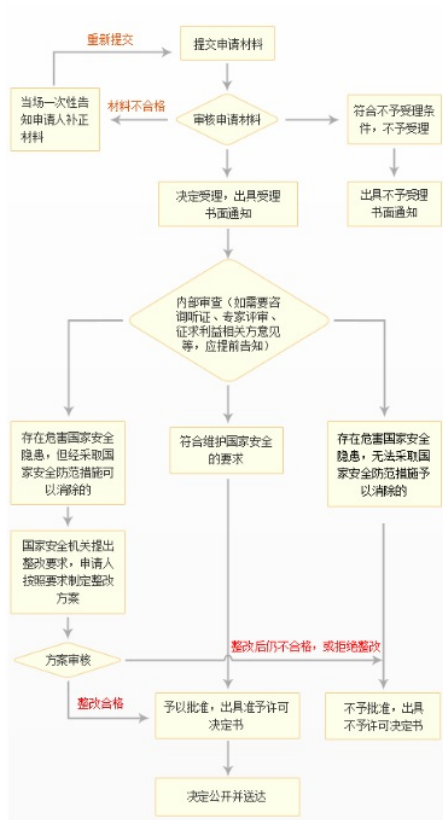 重新提交
提交申请材料
当场一次性告
知申请人补正
材料
材料不合格
审核申请材料
符合不予受理条
件，不予受理
决定受理，出具受理
书面通知
出具不予受理
书面通知
内部审查（如需要咨
询听证、专家评审、
征求利益相关方意见
等，应提前告知）
存在危害国家安全
隐患，但经采取国
家安全防范措施可
以消除的
符合维护国家安全
的要求
存在危害国家安全
隐患，无法采取国
家安全防范措施予
以消除的
国家安全机关提出
整改要求，申请人
按照要求制定整改
方案
整改后仍不合格，或拒绝整改
方案审核
整改合格
予以批准，出具准予许可
决定书
不予批准，出具
不予许可决定书
决定公开并送达